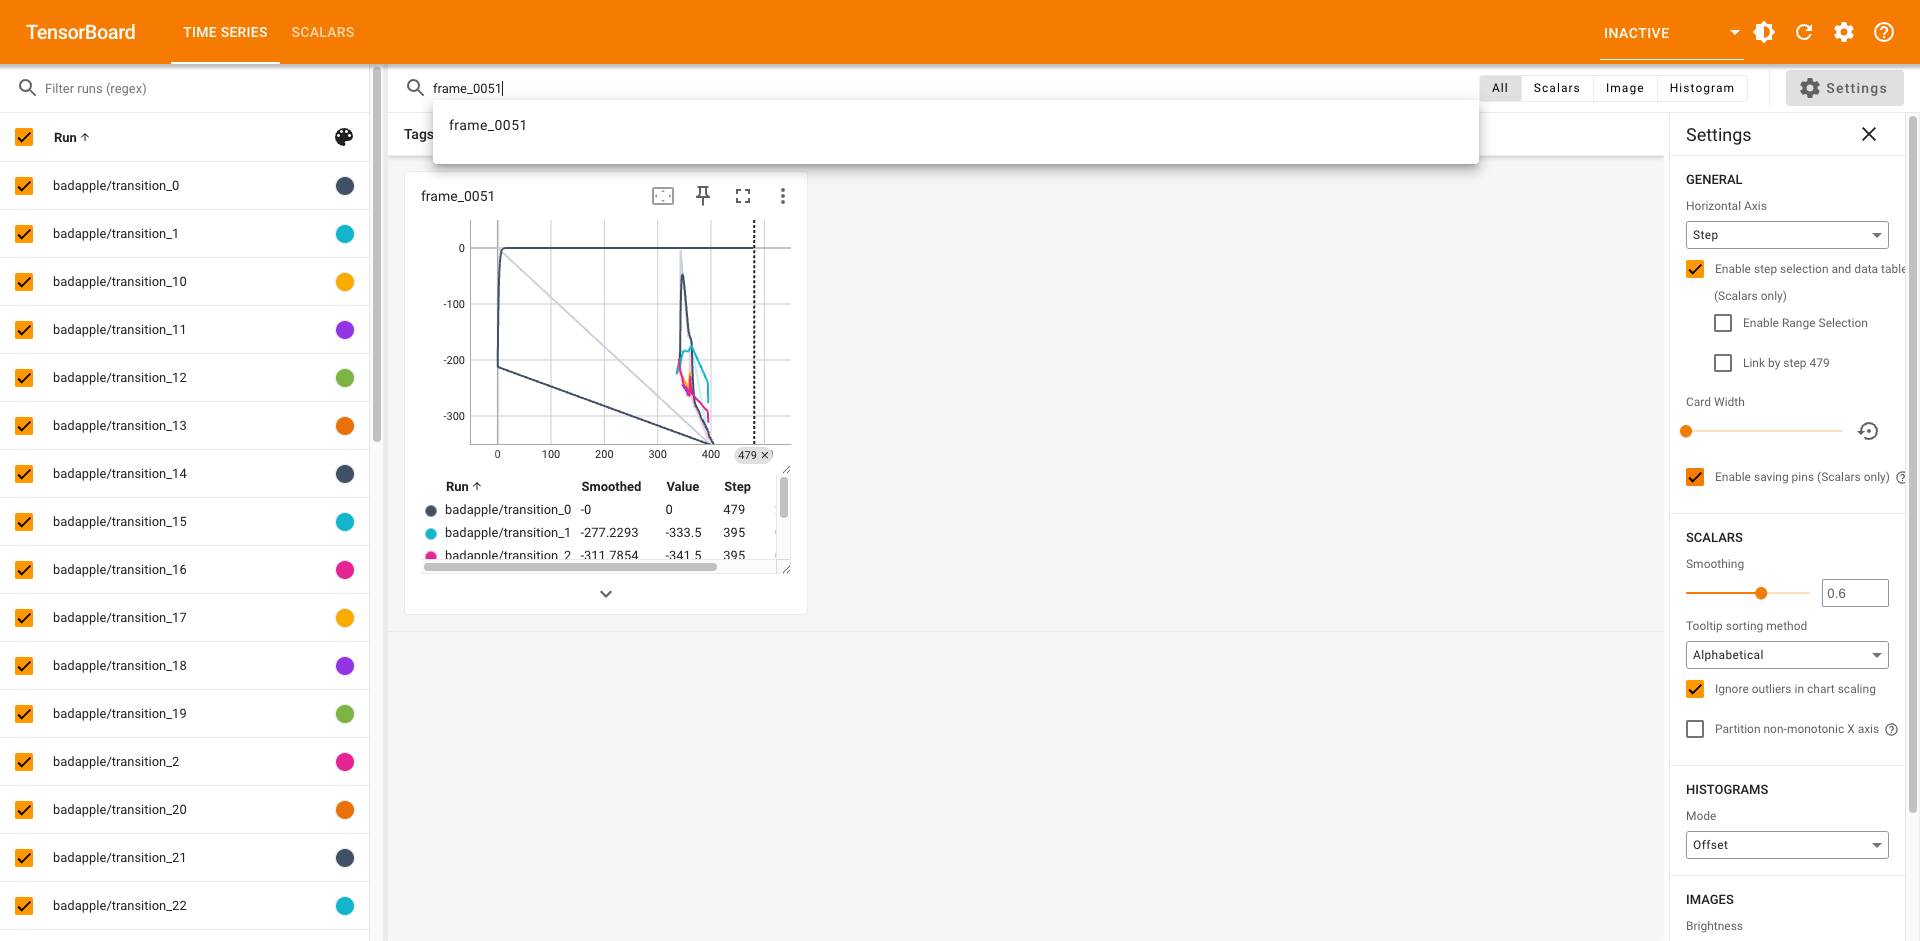 TensorBoard
TIME SERIES
SCALARS
INACTIVE
Filter runs (regex)
frame_0051
All
Scalars
Image
Histogram
Settings
frame_0051
Run
Tags
Settings
badapple/transition_0
badapple/transition_1
badapple/transition_10
badapple/transition_11
badapple/transition_12
badapple/transition_13
badapple/transition_14
badapple/transition_15
badapple/transition_16
badapple/transition_17
badapple/transition_18
badapple/transition_19
badapple/transition_2
badapple/transition_20
badapple/transition_21
badapple/transition_22
frame_0051
0
-100
-200
-300
0 100 200 300 400
479
Run Smoothed Value Step
badapple/transition_0 -0 0 479
badapple/transition_1 -277.2293 -333.5 395
badapple/transition_2 -311.7854 -341.5 395
GENERAL
Horizontal Axis
Step
Enable step selection and data table
(Scalars only)
Enable Range Selection
Link by step 479
Card Width
Enable saving pins (Scalars only)
SCALARS
Smoothing
0.6
Tooltip sorting method
Alphabetical
Ignore outliers in chart scaling
Partition non-monotonic X axis
HISTOGRAMS
Mode
Offset
IMAGES
Brightness